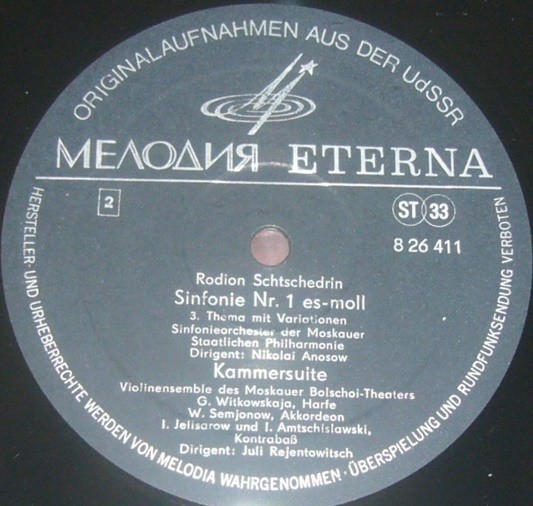 ORIGINALAUFNAHMEN AUS DER UdSSR
МЕЛОДИЯ ETERNA
2
ST 33
8 26 411
Rodion Schtschedrin
Sinfonie Nr. 1 es-moll
3. Thema mit Variationen
Sinfonieorchester der Moskauer
Staatlichen Philharmonie
Dirigent: Nikolai Anosow
Kammersuite
Violinensemble des Moskauer Bolschoi-Theaters
G. Witkowskaja, Harfe
W. Semjonow, Akkordeon
I. Jelisarow und I. Amtschislawski,
Kontrabaß
Dirigent: Juli Rejentowitsch
HERSTELLER- UND URHEBERRECHTE WERDEN VON MELODIA WAHRGENOMMEN · ÜBERSPIELUNG UND RUNDFUNKSENDUNG VERBOTEN